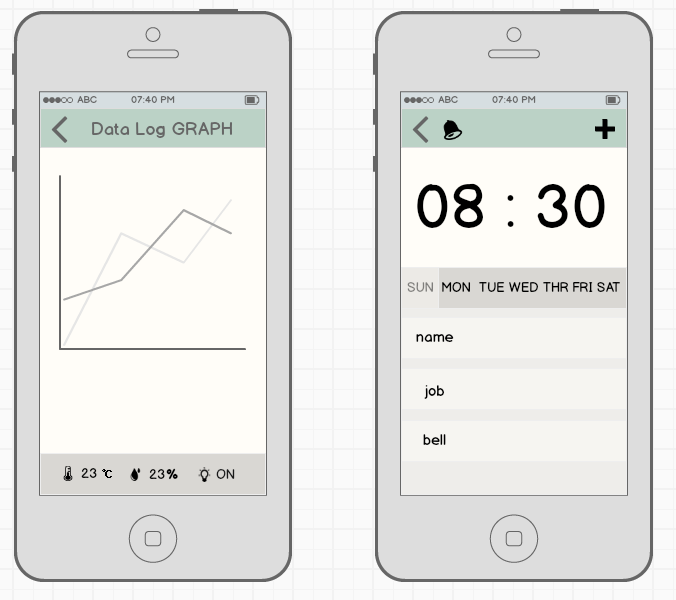 ABC 07:40 PM
Data Log GRAPH
23 ℃ 23% ON
ABC 07:40 PM
08 : 30
SUN MON TUE WED THR FRI SAT
name
job
bell